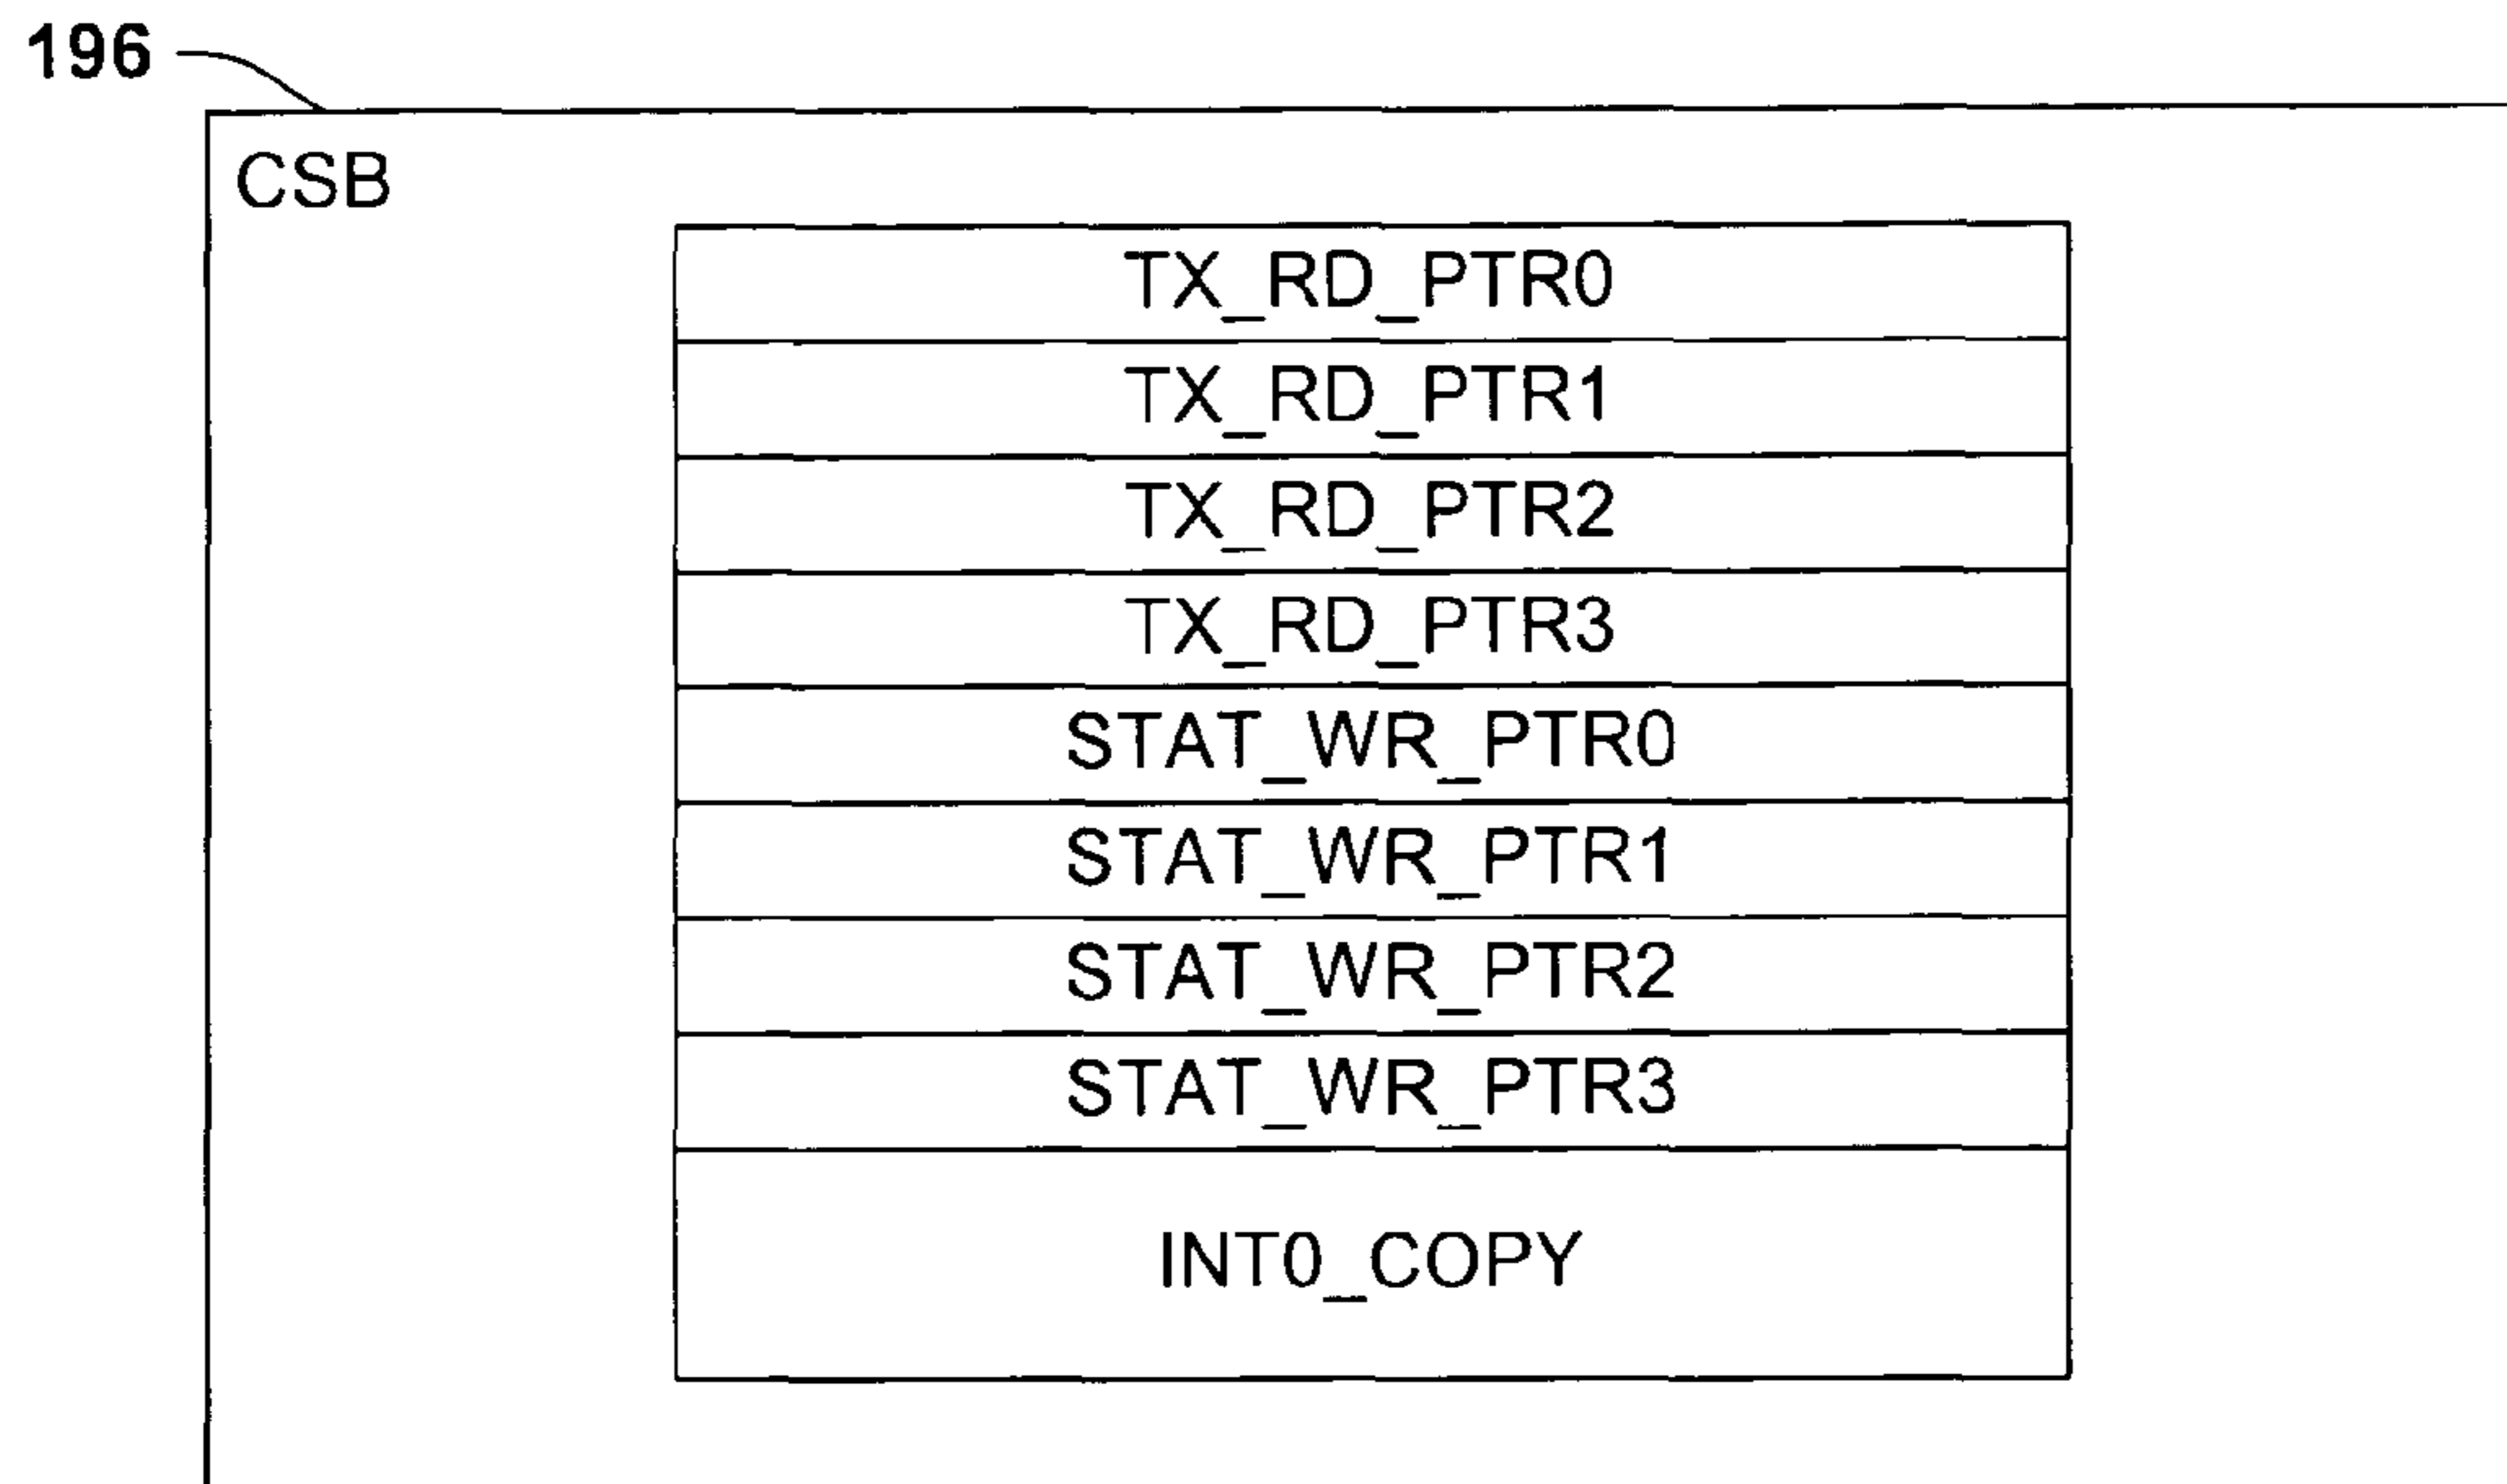 196
CSB
TX_RD_PTR0
TX_RD_PTR1
TX_RD_PTR2
TX_RD_PTR3
STAT_WR_PTR0
STAT_WR_PTR1
STAT_WR_PTR2
STAT_WR_PTR3
INT0_COPY